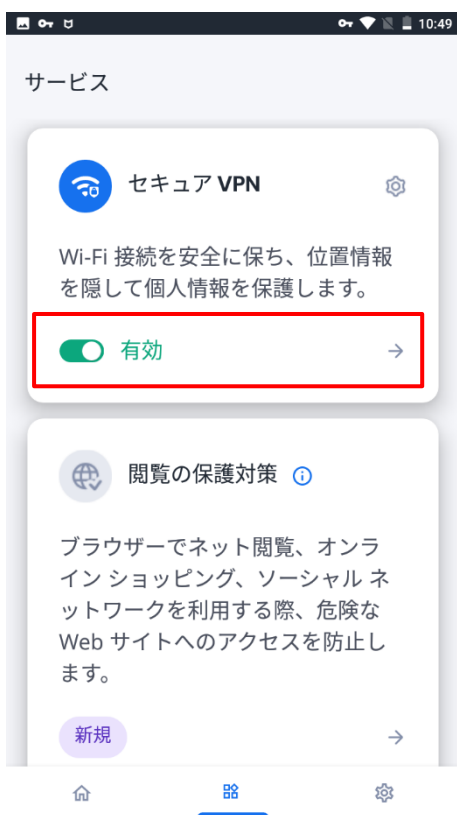 10:49
サービス
セキュア VPN
Wi-Fi 接続を安全に保ち、位置情報
を隠して個人情報を保護します。
有効
閲覧の保護対策
ブラウザーでネット閲覧、オンラ
イン ショッピング、ソーシャル ネ
ットワークを利用する際、危険な
Web サイトへのアクセスを防止し
ます。
新規